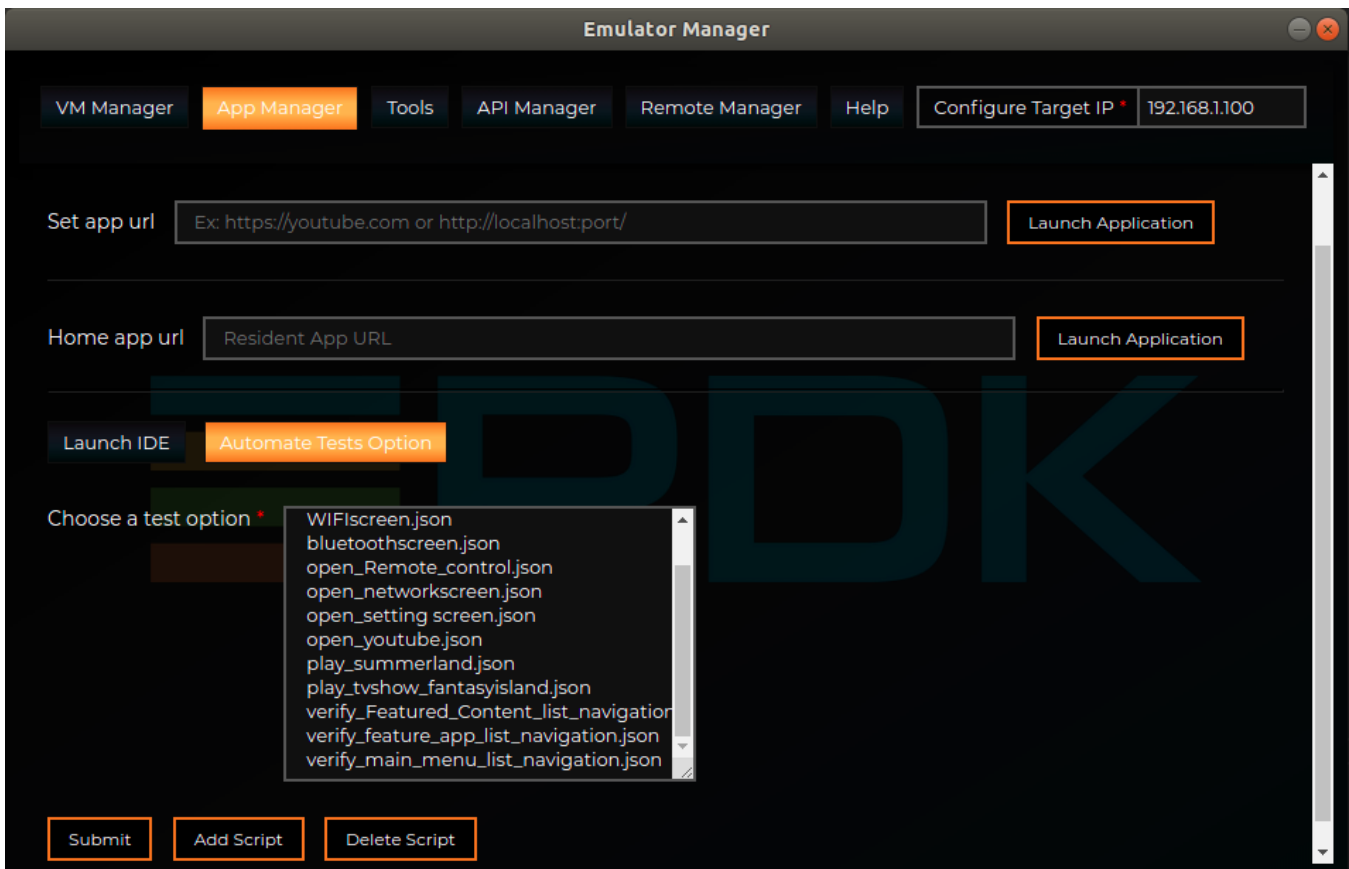 Emulator Manager
VM Manager App Manager Tools API Manager Remote Manager Help Configure Target IP * 192.168.1.100
Set app url Ex: https://youtube.com or http://localhost:port/ Launch Application
Home app url Resident App URL Launch Application
PDK
Launch IDE Automate Tests Option
Choose a test option *
WIFIscreen.json
bluetoothscreen.json
open_Remote_control.json
open_networkscreen.json
open_setting screen.json
open_youtube.json
play_summerland.json
play_tvshow_fantasyisland.json
verify_Featured_Content_list_navigation
verify_feature_app_list_navigation.json
verify_main_menu_list_navigation.json
Submit Add Script Delete Script